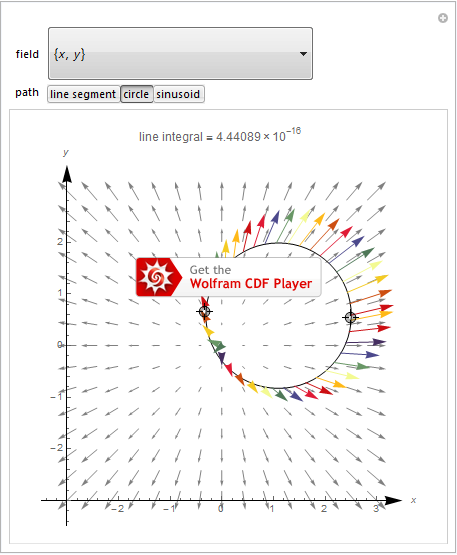 field {x, y}
path line segment circle sinusoid
line integral = 4.44089 × 10⁻¹⁶
y
2
1
0
−1
−2
−2 −1 0 1 2 3 x
Get the
Wolfram CDF Player